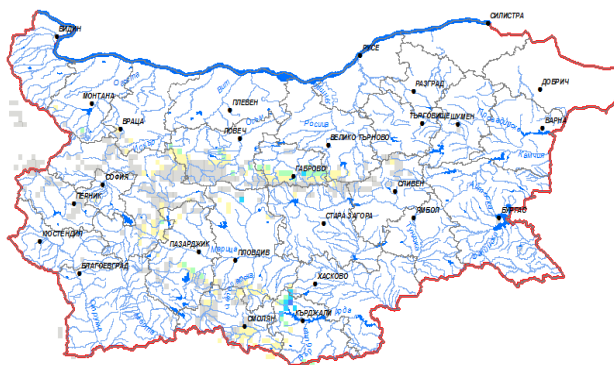 СИЛИСТРА
ВИДИН
РУСЕ
РАЗГРАД
ДОБРИЧ
МОНТАНА
ПЛЕВЕН
ВРАЦА
ТЪРГОВИЩЕ
ШУМЕН
ВАРНА
ЛОВЕЧ
ВЕЛИКО ТЪРНОВО
Росица
Камчия
ГАБРОВО
СОФИЯ
СЛИВЕН
ПЕРНИК
СТАРА ЗАГОРА
ЯМБОЛ
БУРГАС
КЮСТЕНДИЛ
ПАЗАРДЖИК
Марица
ПЛОВДИВ
БЛАГОЕВГРАД
ХАСКОВО
СМОЛЯН
КЪРДЖАЛИ